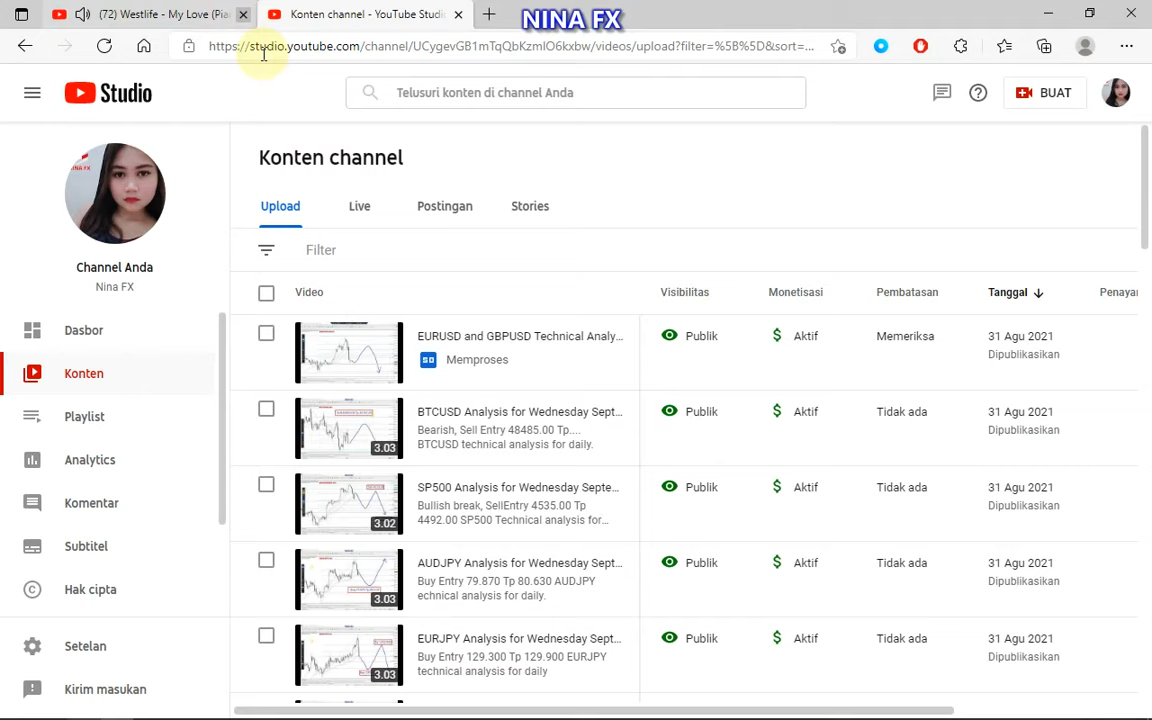 (72) Westlife - My Love (Pia
Konten channel - YouTube Studi
NINA FX
https://studio.youtube.com/channel/UCygevGB1mTqQbKzmIO6kxbw/videos/upload?filter=%5B%5D&sort=...
Studio
Telusuri konten di channel Anda
BUAT
NINA FX
Channel Anda
Nina FX
Dasbor
Konten
Playlist
Analytics
Komentar
Subtitel
Hak cipta
Setelan
Kirim masukan
Konten channel
Upload Live Postingan Stories
Filter
Video Visibilitas Monetisasi Pembatasan Tanggal Penayan
EURUSD and GBPUSD Technical Analy... Publik $ Aktif Memeriksa 31 Agu 2021
SD Memproses Dipublikasikan
BTCUSD Analysis for Wednesday Sept... Publik $ Aktif Tidak ada 31 Agu 2021
Bearish, Sell Entry 48485.00 Tp.... Dipublikasikan
BTCUSD technical analysis for daily.
3.03
SP500 Analysis for Wednesday Septe... Publik $ Aktif Tidak ada 31 Agu 2021
Bullish break, SellEntry 4535.00 Tp Dipublikasikan
4492.00 SP500 Technical analysis for...
3.02
AUDJPY Analysis for Wednesday Sept... Publik $ Aktif Tidak ada 31 Agu 2021
Buy Entry 79.870 Tp 80.630 AUDJPY Dipublikasikan
echnical analysis for daily.
3.03
EURJPY Analysis for Wednesday Sept... Publik $ Aktif Tidak ada 31 Agu 2021
Buy Entry 129.300 Tp 129.900 EURJPY Dipublikasikan
technical analysis for daily
3.03